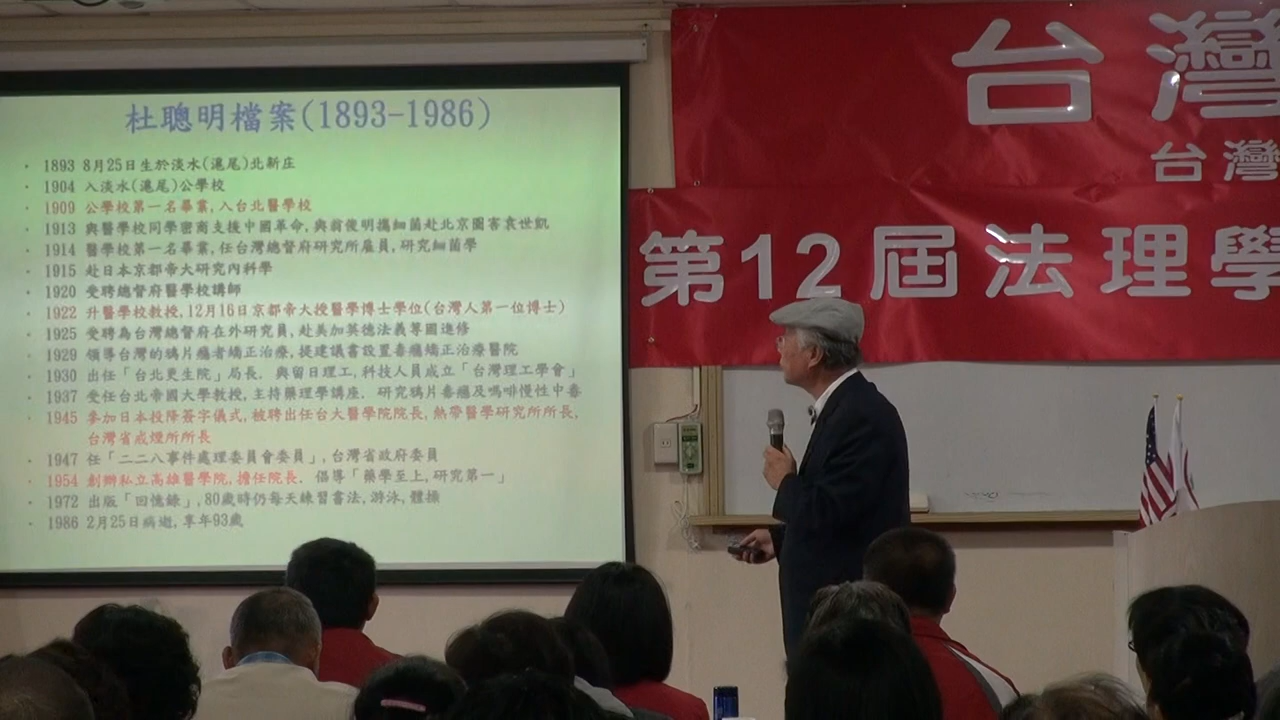 杜聰明檔案(1893-1986)
1893 8月25日生於淡水(滬尾)北新庄
1904 入淡水(滬尾)公學校
1909 公學校第一名畢業,入台北醫學校
1913 與醫學校同學密商支援中國革命,與翁俊明攜細菌赴北京圖害袁世凱
1914 醫學校第一名畢業,任台灣總督府研究所雇員,研究細菌學
1915 赴日本京都帝大研究內科學
1920 受聘總督府醫學校講師
1922 升醫學校教授,12月16日京都帝大授醫學博士學位(台灣人第一位博士)
1925 受聘為台灣總督府在外研究員,赴美加英德法義等國進修
1929 領導台灣的鴉片癮者矯正治療,提建議書設置毒癮矯正治療醫院
1930 出任「台北更生院」局長. 與留日理工,科技人員成立「台灣理工學會」
1937 受任台北帝國大學教授,主持藥理學講座. 研究鴉片毒癮及嗎啡慢性中毒
1945 參加日本投降簽字儀式,被聘出任台大醫學院院長,熱帶醫學研究所所長,
台灣省戒煙所所長
1947 任「二二八事件處理委員會委員」,台灣省政府委員
1954 創辦私立高雄醫學院,擔任院長. 倡導「藥學至上,研究第一」
1972 出版「回憶錄」,80歲時仍每天練習書法,游泳,體操
1986 2月25日病逝,享年93歲
台灣
台灣
第12屆法理學